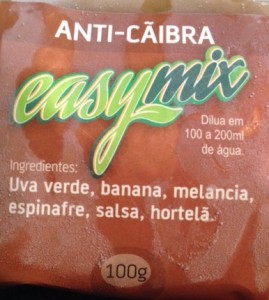 ANTI-CÃIBRA
easymix
Dilua em
100 a 200ml
de água.
Ingredientes:
Uva verde, banana, melancia,
espinafre, salsa, hortelã.
100g